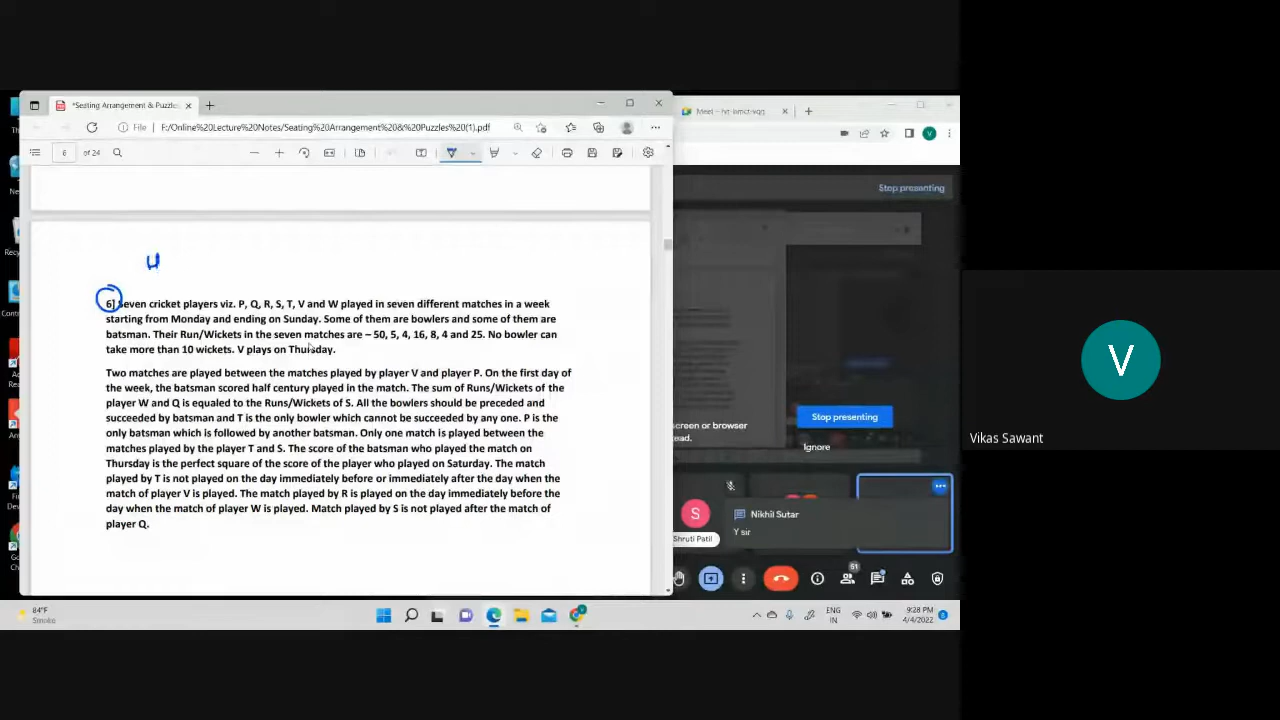 *Seating Arrangement & Puzzles
Meet – 
File
F:/Online%20Lecture%20Notes/Seating%20Arrangement%20&%20Puzzles%20(1).pdf
V
6 of 24
Stop presenting
6] Seven cricket players viz. P, Q, R, S, T, V and W played in seven different matches in a week
starting from Monday and ending on Sunday. Some of them are bowlers and some of them are
batsman. Their Run/Wickets in the seven matches are – 50, 5, 4, 16, 8, 4 and 25. No bowler can
take more than 10 wickets. V plays on Thursday.
Two matches are played between the matches played by player V and player P. On the first day of
the week, the batsman scored half century played in the match. The sum of Runs/Wickets of the
player W and Q is equaled to the Runs/Wickets of S. All the bowlers should be preceded and
succeeded by batsman and T is the only bowler which cannot be succeeded by any one. P is the
only batsman which is followed by another batsman. Only one match is played between the
matches played by the player T and S. The score of the batsman who played the match on
Thursday is the perfect square of the score of the player who played on Saturday. The match
played by T is not played on the day immediately before or immediately after the day when the
match of player V is played. The match played by R is played on the day immediately before the
day when the match of player W is played. Match played by S is not played after the match of
player Q.
Stop presenting
screen or browser
tead.
Ignore
S
Shruti Patil
Nikhil Sutar
Y sir
51
V
Vikas Sawant
84°F
Smoke
ENG
IN
9:28 PM
4/4/2022